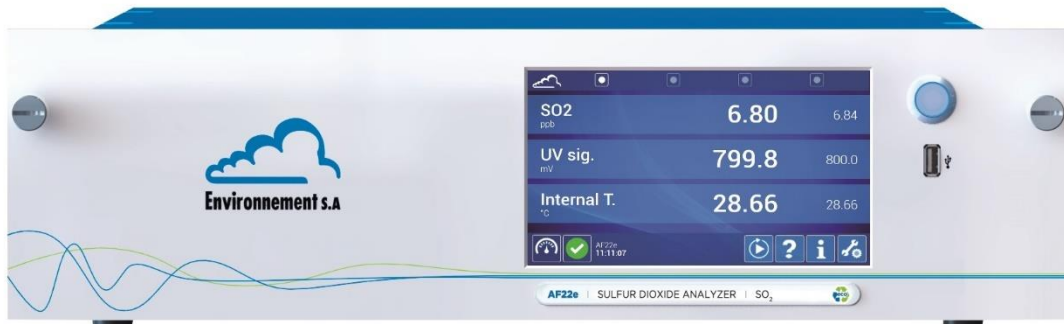 Environnement S.A
SO2
ppb
6.80
6.84
UV sig.
mV
799.8
800.0
Internal T.
°C
28.66
28.66
AF22e
11:11:07
?
i
AF22e | SULFUR DIOXIDE ANALYZER | SO₂